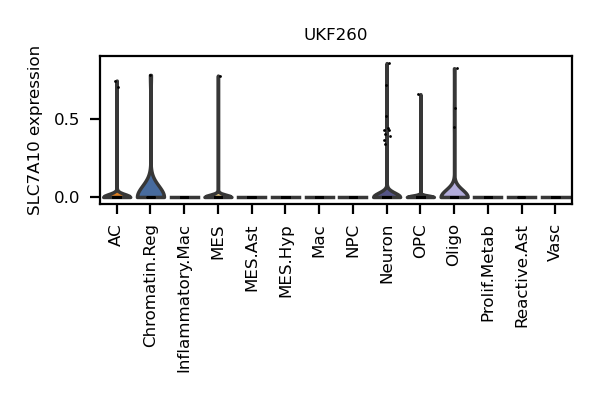 UKF260
SLC7A10 expression
0.5
0.0
AC
Chromatin.Reg
Inflammatory.Mac
MES
MES.Ast
MES.Hyp
Mac
NPC
Neuron
OPC
Oligo
Prolif.Metab
Reactive.Ast
Vasc